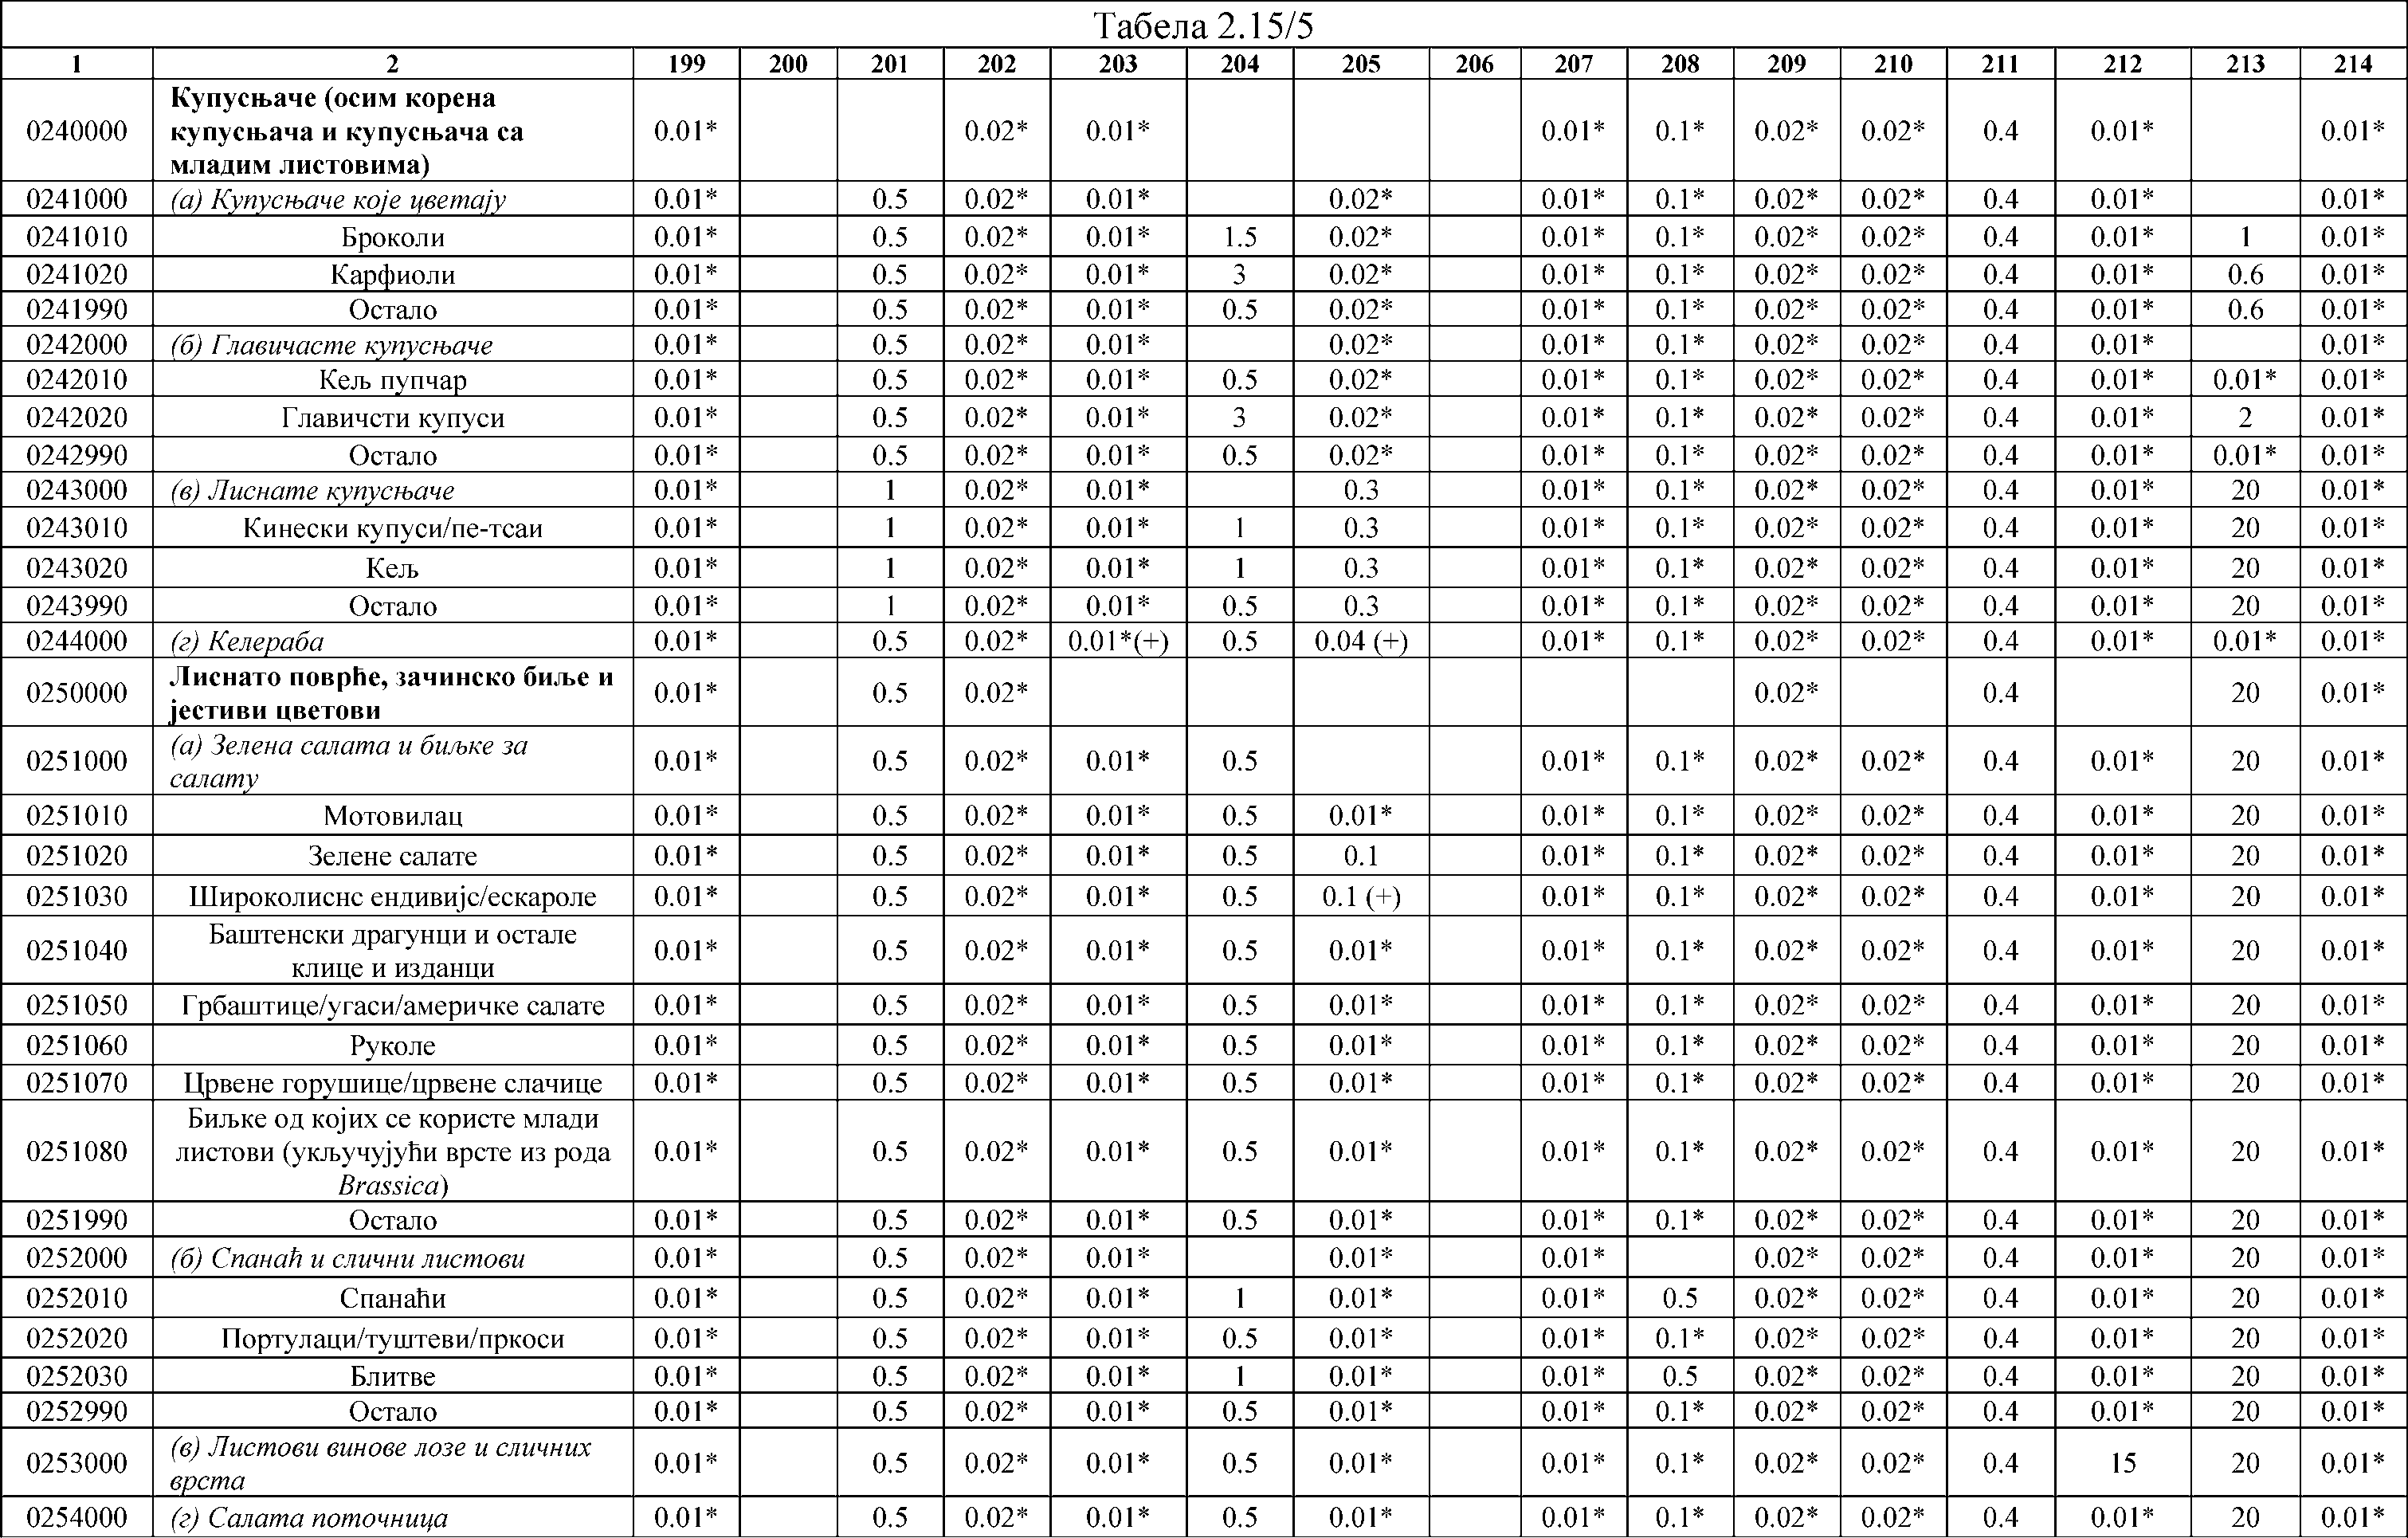 Табела 2.15/5
1 2 199 200 201 202 203 204 205 206 207 208 209 210 211 212 213 214
0240000 Купусњаче (осим корена купусњача и купусњача са младим листовима) 0.01* 0.02* 0.01* 0.01* 0.1* 0.02* 0.02* 0.4 0.01* 0.01*
0241000 (а) Купусњаче које цветају 0.01* 0.5 0.02* 0.01* 0.02* 0.01* 0.1* 0.02* 0.02* 0.4 0.01* 0.01*
0241010 Броколи 0.01* 0.5 0.02* 0.01* 1.5 0.02* 0.01* 0.1* 0.02* 0.02* 0.4 0.01* 1 0.01*
0241020 Карфиоли 0.01* 0.5 0.02* 0.01* 3 0.02* 0.01* 0.1* 0.02* 0.02* 0.4 0.01* 0.6 0.01*
0241990 Остало 0.01* 0.5 0.02* 0.01* 0.5 0.02* 0.01* 0.1* 0.02* 0.02* 0.4 0.01* 0.6 0.01*
0242000 (б) Главичасте купусњаче 0.01* 0.5 0.02* 0.01* 0.02* 0.01* 0.1* 0.02* 0.02* 0.4 0.01* 0.01*
0242010 Кељ пупчар 0.01* 0.5 0.02* 0.01* 0.5 0.02* 0.01* 0.1* 0.02* 0.02* 0.4 0.01* 0.01* 0.01*
0242020 Главичсти купуси 0.01* 0.5 0.02* 0.01* 3 0.02* 0.01* 0.1* 0.02* 0.02* 0.4 0.01* 2 0.01*
0242990 Остало 0.01* 0.5 0.02* 0.01* 0.5 0.02* 0.01* 0.1* 0.02* 0.02* 0.4 0.01* 0.01* 0.01*
0243000 (в) Лиснате купусњаче 0.01* 1 0.02* 0.01* 0.3 0.01* 0.1* 0.02* 0.02* 0.4 0.01* 20 0.01*
0243010 Кинески купуси/пе-тсаи 0.01* 1 0.02* 0.01* 1 0.3 0.01* 0.1* 0.02* 0.02* 0.4 0.01* 20 0.01*
0243020 Кељ 0.01* 1 0.02* 0.01* 1 0.3 0.01* 0.1* 0.02* 0.02* 0.4 0.01* 20 0.01*
0243990 Остало 0.01* 1 0.02* 0.01* 0.5 0.3 0.01* 0.1* 0.02* 0.02* 0.4 0.01* 20 0.01*
0244000 (г) Келераба 0.01* 0.5 0.02* 0.01*(+) 0.5 0.04 (+) 0.01* 0.1* 0.02* 0.02* 0.4 0.01* 0.01* 0.01*
0250000 Лиснато поврће, зачинско биље и јестиви цветови 0.01* 0.5 0.02* 0.02* 0.4 20 0.01*
0251000 (а) Зелена салата и биљке за салату 0.01* 0.5 0.02* 0.01* 0.5 0.01* 0.1* 0.02* 0.02* 0.4 0.01* 20 0.01*
0251010 Мотовилац 0.01* 0.5 0.02* 0.01* 0.5 0.01* 0.01* 0.1* 0.02* 0.02* 0.4 0.01* 20 0.01*
0251020 Зелене салате 0.01* 0.5 0.02* 0.01* 0.5 0.1 0.01* 0.1* 0.02* 0.02* 0.4 0.01* 20 0.01*
0251030 Широколиснс ендивијс/ескароле 0.01* 0.5 0.02* 0.01* 0.5 0.1 (+) 0.01* 0.1* 0.02* 0.02* 0.4 0.01* 20 0.01*
0251040 Баштенски драгунци и остале клице и изданци 0.01* 0.5 0.02* 0.01* 0.5 0.01* 0.01* 0.1* 0.02* 0.02* 0.4 0.01* 20 0.01*
0251050 Грбаштице/угаси/америчке салате 0.01* 0.5 0.02* 0.01* 0.5 0.01* 0.01* 0.1* 0.02* 0.02* 0.4 0.01* 20 0.01*
0251060 Руколе 0.01* 0.5 0.02* 0.01* 0.5 0.01* 0.01* 0.1* 0.02* 0.02* 0.4 0.01* 20 0.01*
0251070 Црвене горушице/црвене слачице 0.01* 0.5 0.02* 0.01* 0.5 0.01* 0.01* 0.1* 0.02* 0.02* 0.4 0.01* 20 0.01*
0251080 Биљке од којих се користе млади листови (укључујући врсте из рода Brassica) 0.01* 0.5 0.02* 0.01* 0.5 0.01* 0.01* 0.1* 0.02* 0.02* 0.4 0.01* 20 0.01*
0251990 Остало 0.01* 0.5 0.02* 0.01* 0.5 0.01* 0.01* 0.1* 0.02* 0.02* 0.4 0.01* 20 0.01*
0252000 (б) Спанаћ и слични листови 0.01* 0.5 0.02* 0.01* 0.01* 0.01* 0.02* 0.02* 0.4 0.01* 20 0.01*
0252010 Спанаћи 0.01* 0.5 0.02* 0.01* 1 0.01* 0.01* 0.5 0.02* 0.02* 0.4 0.01* 20 0.01*
0252020 Портулаци/туштеви/пркоси 0.01* 0.5 0.02* 0.01* 0.5 0.01* 0.01* 0.1* 0.02* 0.02* 0.4 0.01* 20 0.01*
0252030 Блитве 0.01* 0.5 0.02* 0.01* 1 0.01* 0.01* 0.5 0.02* 0.02* 0.4 0.01* 20 0.01*
0252990 Остало 0.01* 0.5 0.02* 0.01* 0.5 0.01* 0.01* 0.1* 0.02* 0.02* 0.4 0.01* 20 0.01*
0253000 (в) Листови винове лозе и сличних врста 0.01* 0.5 0.02* 0.01* 0.5 0.01* 0.01* 0.1* 0.02* 0.02* 0.4 15 20 0.01*
0254000 (г) Салата поточница 0.01* 0.5 0.02* 0.01* 0.5 0.01* 0.01* 0.1* 0.02* 0.02* 0.4 0.01* 20 0.01*